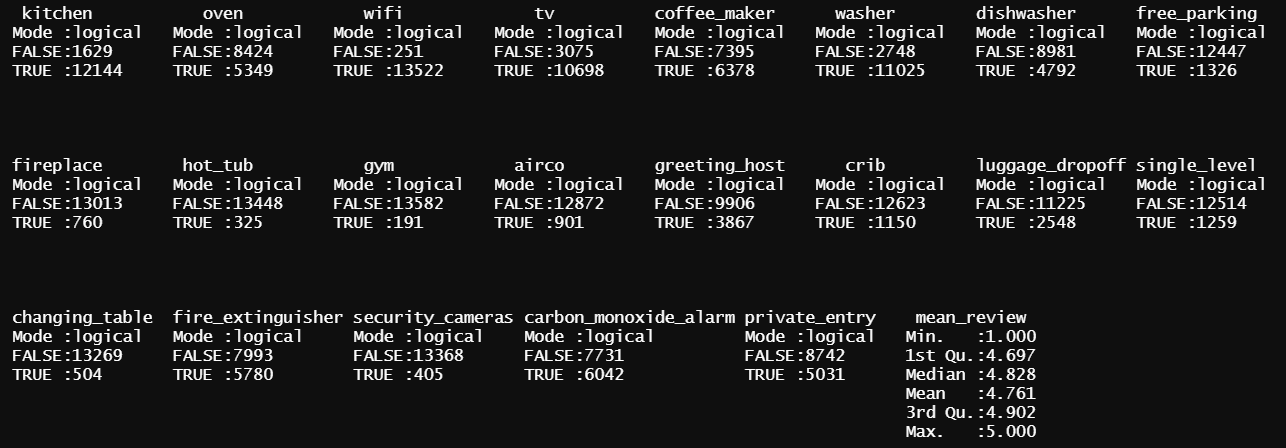 kitchen oven wifi tv coffee_maker washer dishwasher free_parking
Mode :logical Mode :logical Mode :logical Mode :logical Mode :logical Mode :logical Mode :logical Mode :logical
FALSE:1629 FALSE:8424 FALSE:251 FALSE:3075 FALSE:7395 FALSE:2748 FALSE:8981 FALSE:12447
TRUE :12144 TRUE :5349 TRUE :13522 TRUE :10698 TRUE :6378 TRUE :11025 TRUE :4792 TRUE :1326
fireplace hot_tub gym airco greeting_host crib luggage_dropoff single_level
Mode :logical Mode :logical Mode :logical Mode :logical Mode :logical Mode :logical Mode :logical Mode :logical
FALSE:13013 FALSE:13448 FALSE:13582 FALSE:12872 FALSE:9906 FALSE:12623 FALSE:11225 FALSE:12514
TRUE :760 TRUE :325 TRUE :191 TRUE :901 TRUE :3867 TRUE :1150 TRUE :2548 TRUE :1259
changing_table fire_extinguisher security_cameras carbon_monoxide_alarm private_entry mean_review
Mode :logical Mode :logical Mode :logical Mode :logical Mode :logical Min. :1.000
FALSE:13269 FALSE:7993 FALSE:13368 FALSE:7731 FALSE:8742 1st Qu.:4.697
TRUE :504 TRUE :5780 TRUE :405 TRUE :6042 TRUE :5031 Median :4.828
Mean :4.761
3rd Qu.:4.902
Max. :5.000